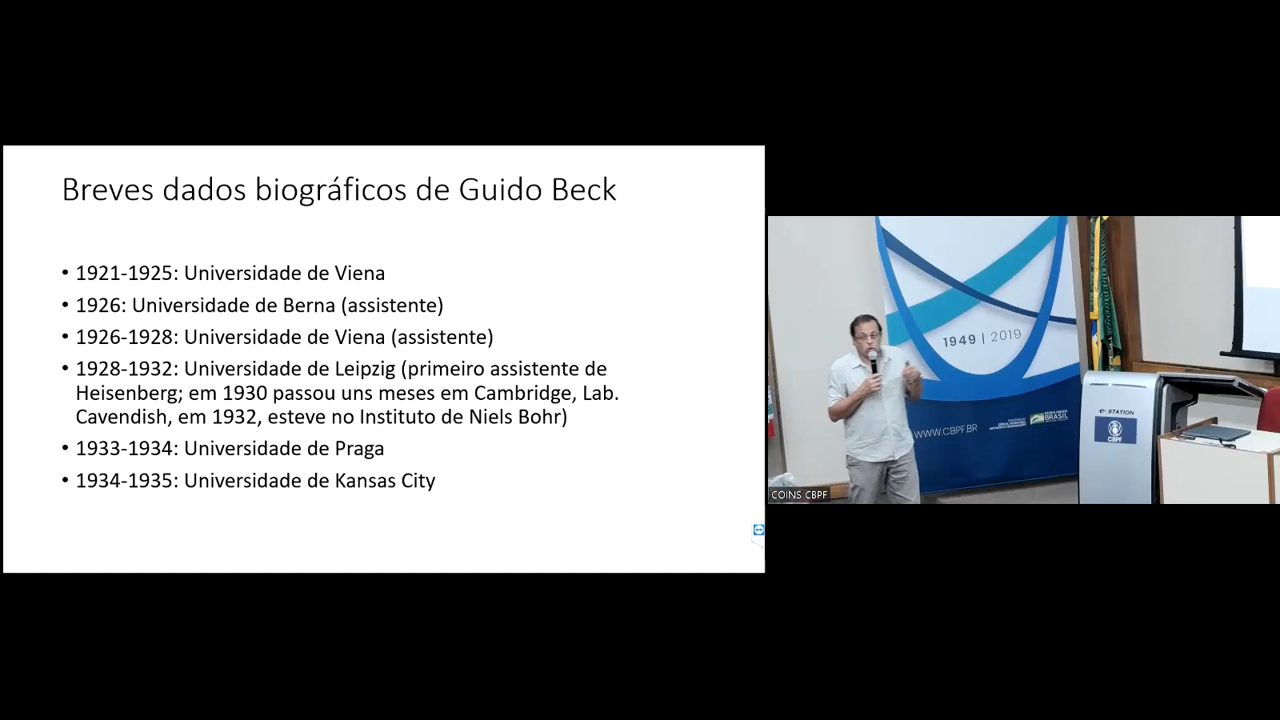 Breves dados biográficos de Guido Beck
• 1921-1925: Universidade de Viena
• 1926: Universidade de Berna (assistente)
• 1926-1928: Universidade de Viena (assistente)
• 1928-1932: Universidade de Leipzig (primeiro assistente de
Heisenberg; em 1930 passou uns meses em Cambridge, Lab.
Cavendish, em 1932, esteve no Instituto de Niels Bohr)
• 1933-1934: Universidade de Praga
• 1934-1935: Universidade de Kansas City
1949 | 2019
WWW.CBPF.BR
BRASIL
e-STATION
CBPF
COINS CBPF